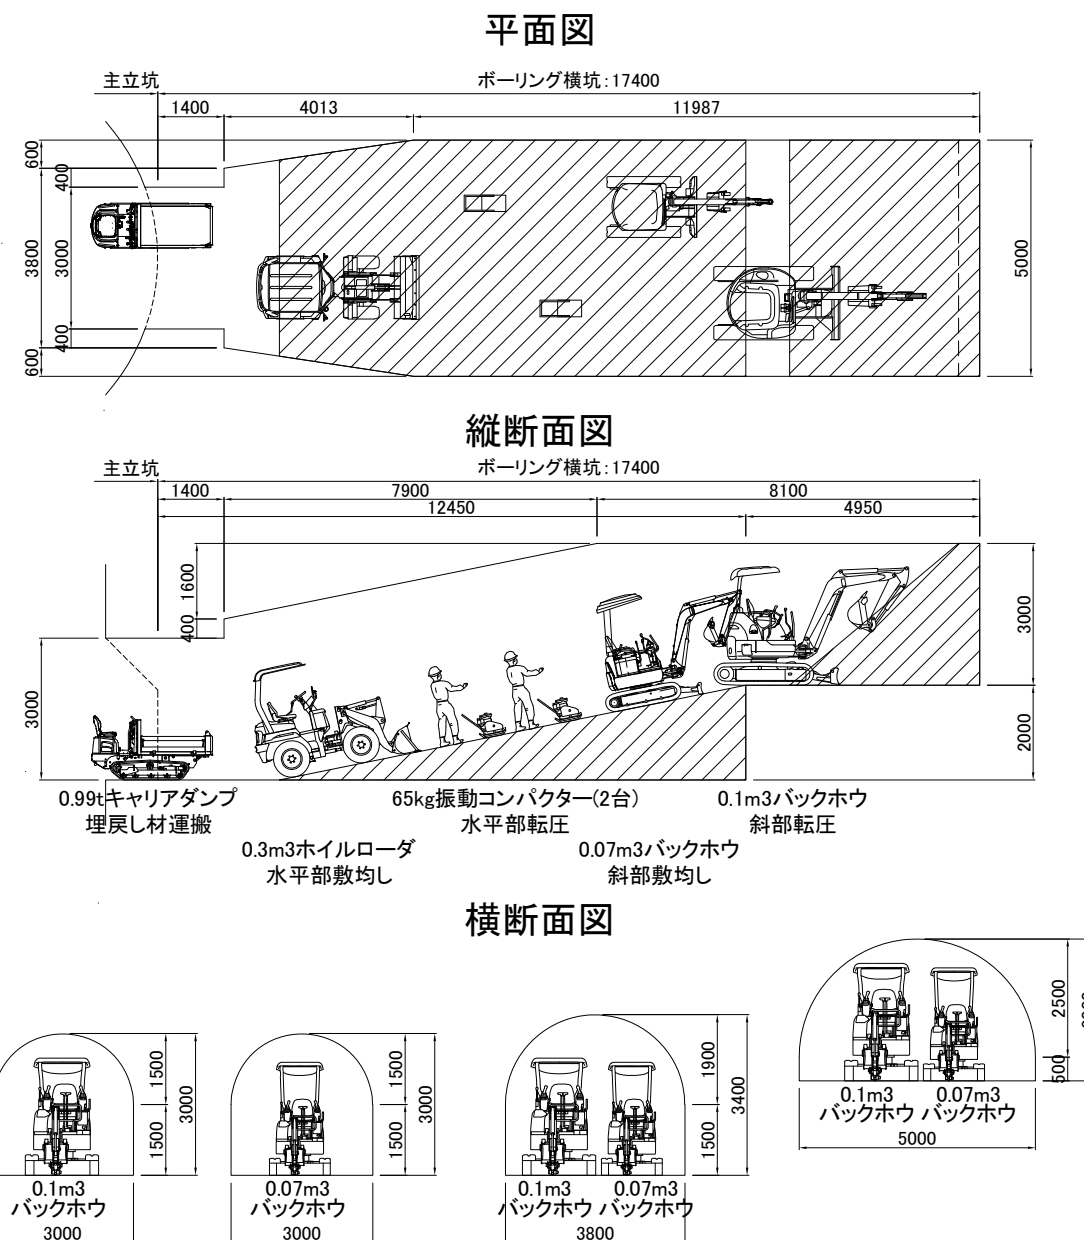 平面図
主立坑
ボーリング横坑:17400
1400
4013
11987
600
400
3800
3000
400
600
5000
縦断面図
主立坑
ボーリング横坑:17400
1400
7900
8100
12450
4950
1600
400
3000
3000
2000
0.99tキャリアダンプ
埋戻し材運搬
65kg振動コンパクター(2台)
水平部転圧
0.1m3バックホウ
斜部転圧
0.3m3ホイルローダ
水平部敷均し
0.07m3バックホウ
斜部敷均し
横断面図
1500
1500
3000
0.1m3
バックホウ
3000
1500
1500
3000
0.07m3
バックホウ
3000
1900
1500
3400
0.1m3
バックホウ
0.07m3
バックホウ
3800
2500
500
0.1m3
バックホウ
0.07m3
バックホウ
5000